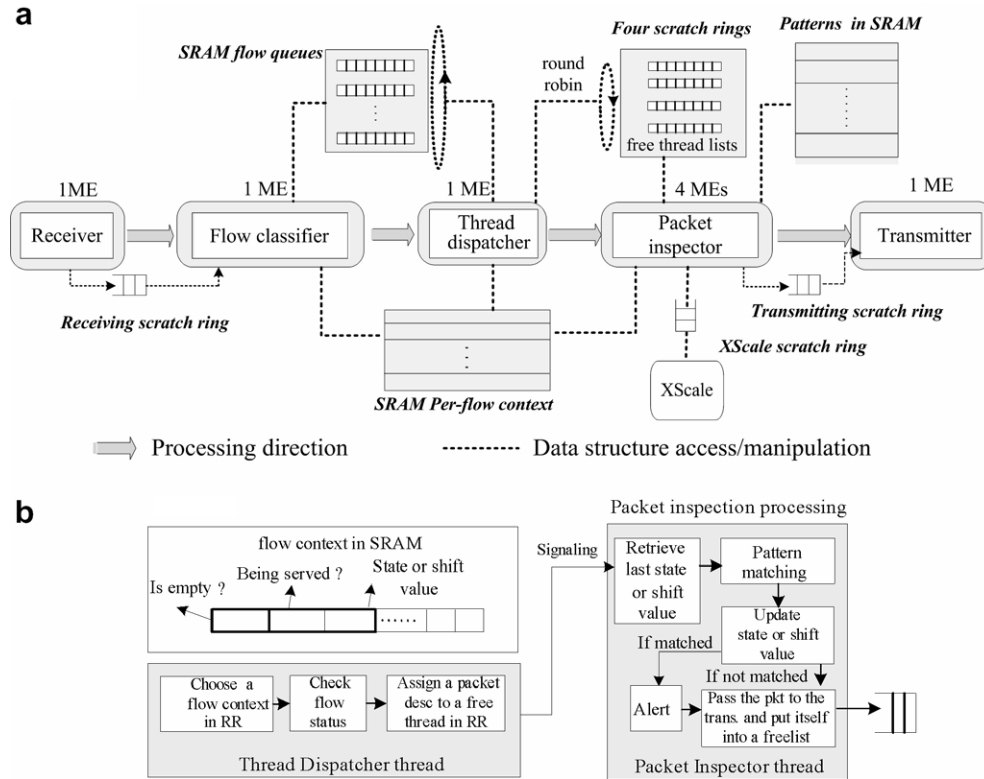 a
SRAM flow queues
Four scratch rings
Patterns in SRAM
round
robin
free thread lists
1ME
1 ME
1 ME
4 MEs
1 ME
Receiver
Flow classifier
Thread
dispatcher
Packet
inspector
Transmitter
Receiving scratch ring
Transmitting scratch ring
XScale scratch ring
XScale
SRAM Per-flow context
Processing direction
Data structure access/manipulation
b
flow context in SRAM
Is empty ?
Being served ?
State or shift
value
Choose a
flow context
in RR
Check
flow
status
Assign a packet
desc to a free
thread in RR
Thread Dispatcher thread
Signaling
Packet inspection processing
Retrieve
last state
or shift
value
Pattern
matching
Update
state or shift
value
If matched
If not matched
Alert
Pass the pkt to the
trans. and put itself
into a freelist
Packet Inspector thread